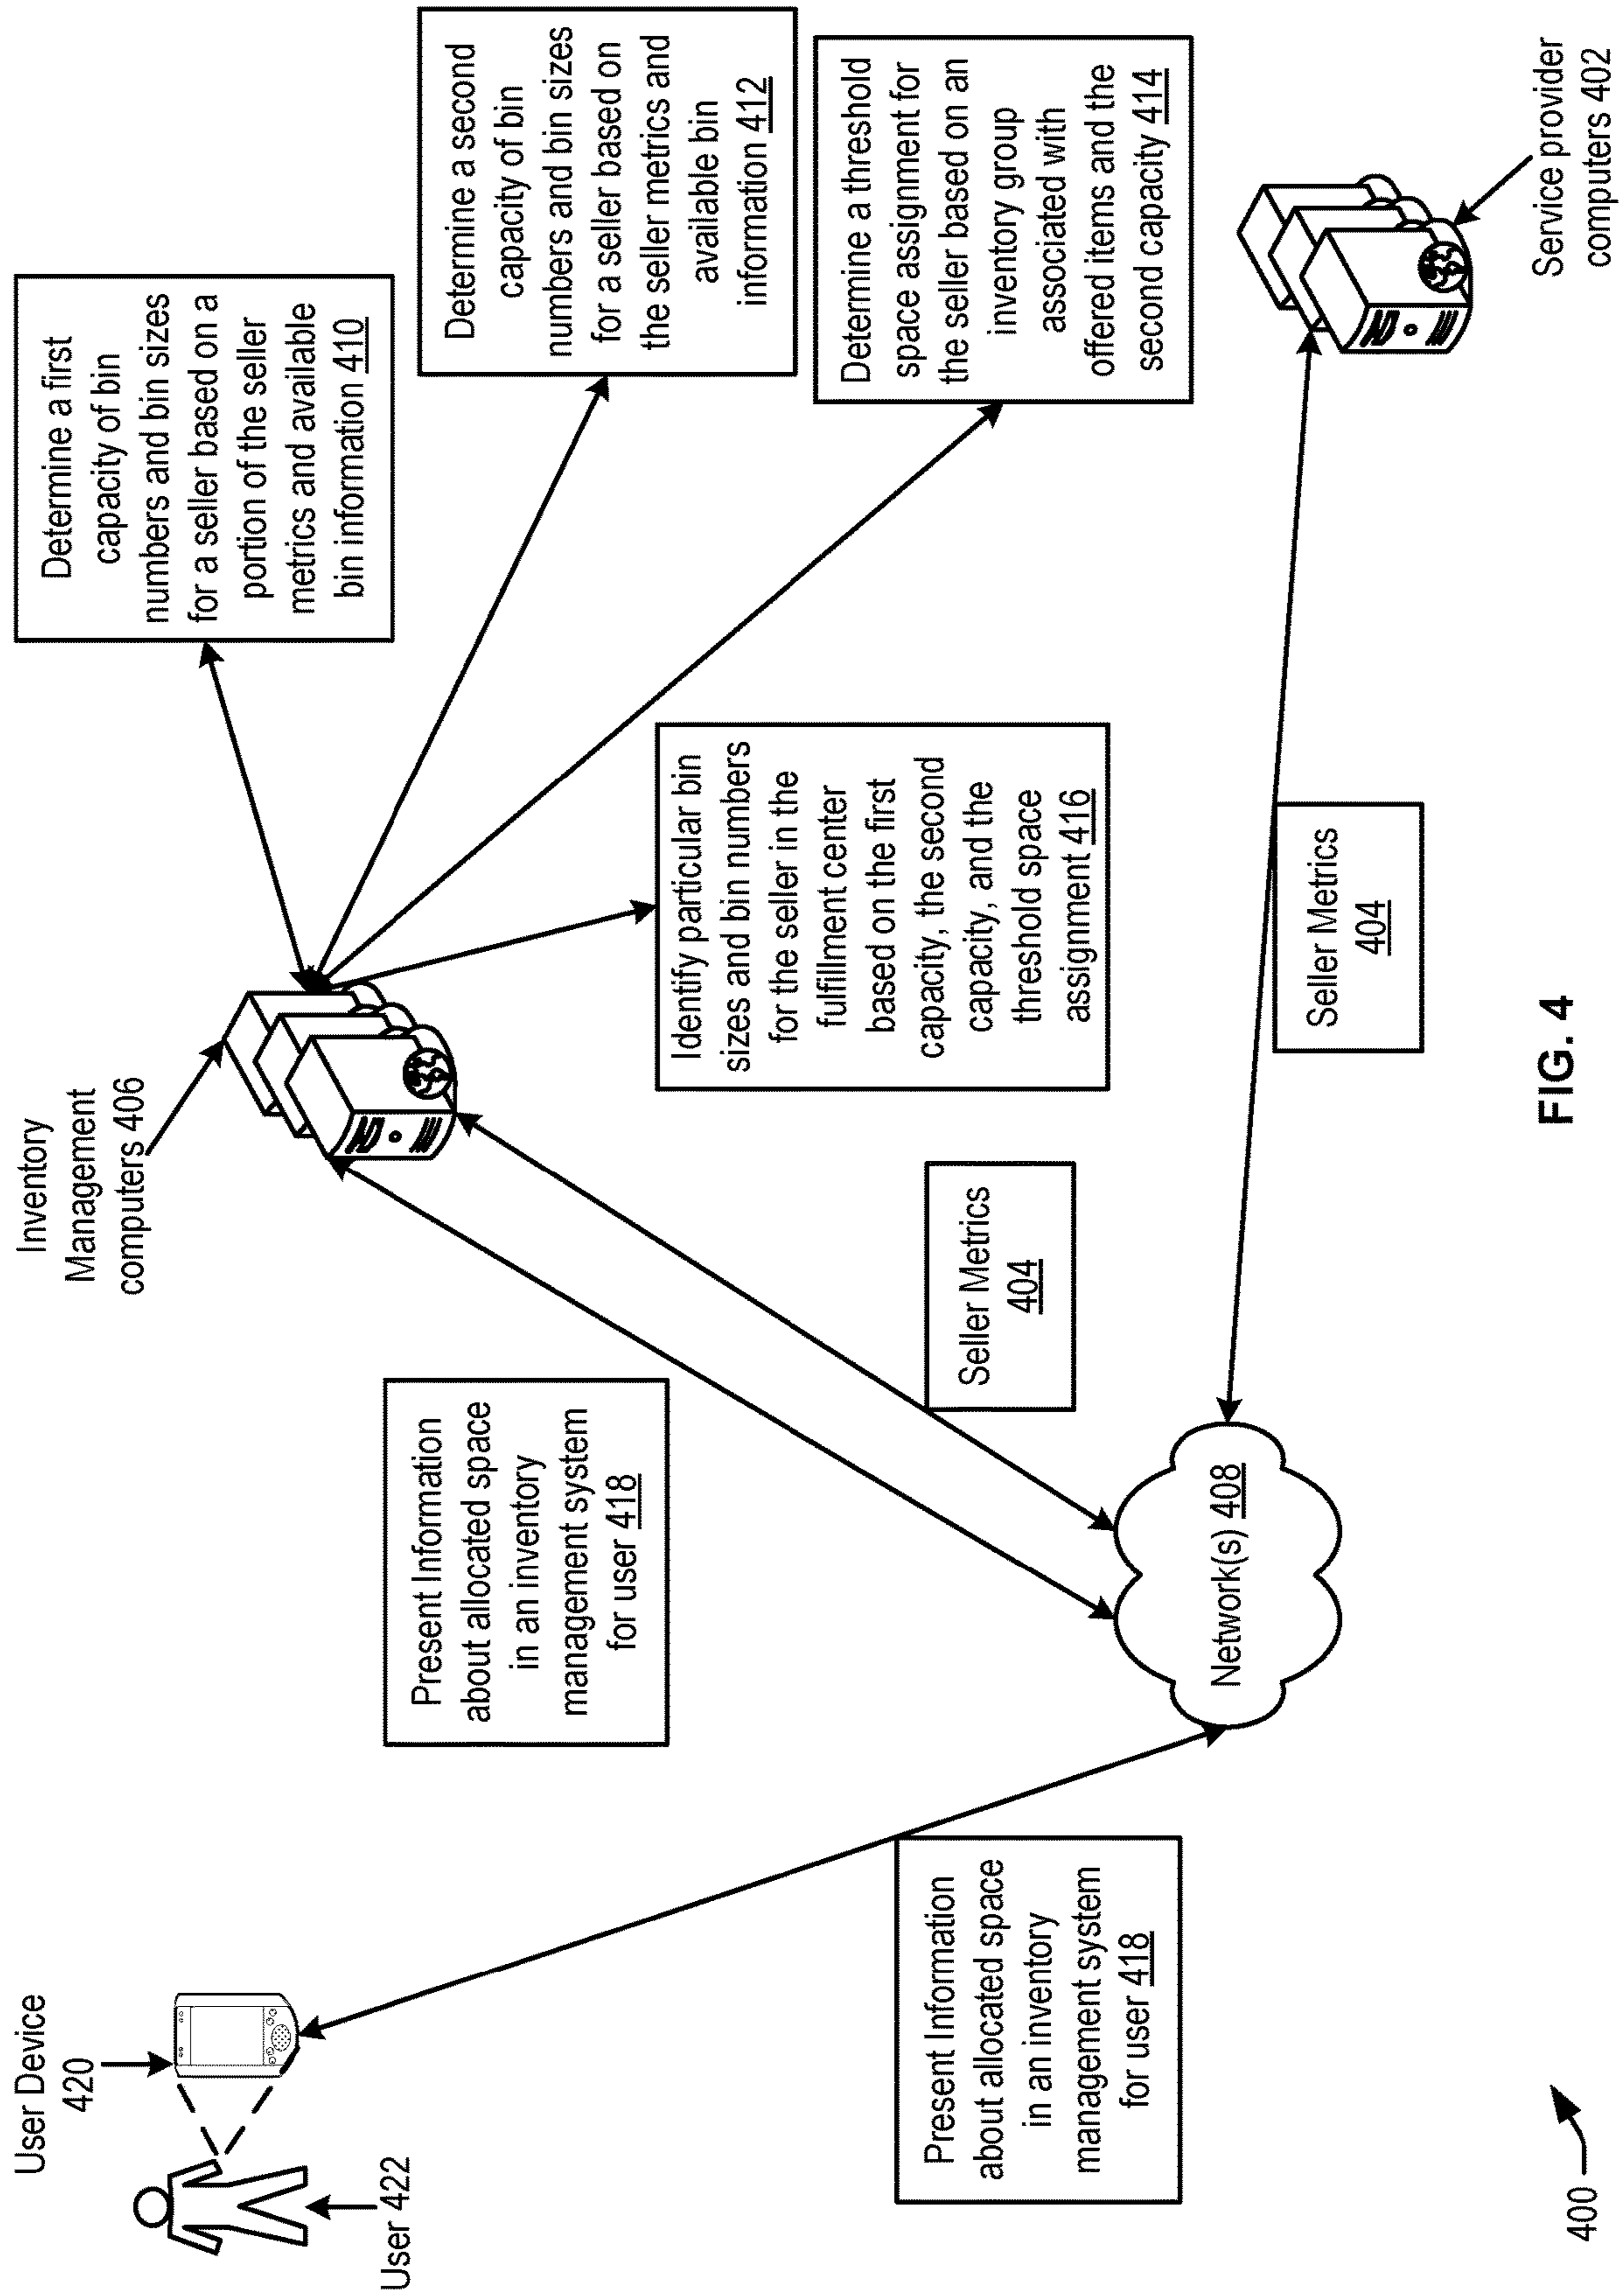 User Device
420
User 422
Inventory
Management
computers 406
Determine a first
capacity of bin
numbers and bin sizes
for a seller based on a
portion of the seller
metrics and available
bin information 410
Determine a second
capacity of bin
numbers and bin sizes
for a seller based on
the seller metrics and
available bin
information 412
Determine a threshold
space assignment for
the seller based on an
inventory group
associated with
offered items and the
second capacity 414
Identify particular bin
sizes and bin numbers
for the seller in the
fulfillment center
based on the first
capacity, the second
capacity, and the
threshold space
assignment 416
Present Information
about allocated space
in an inventory
management system
for user 418
Seller Metrics
404
Present Information
about allocated space
in an inventory
management system
for user 418
Network(s) 408
Seller Metrics
404
Service provider
computers 402
400
FIG. 4